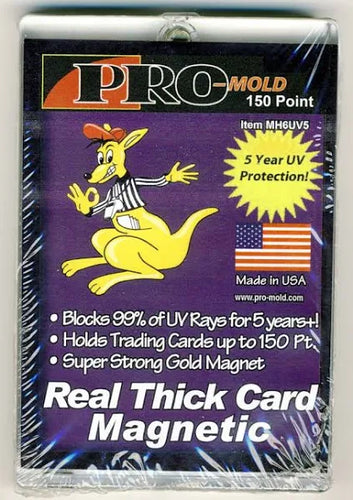 PRO-MOLD
150 Point
Item MH6UV5
5 Year UV
Protection!
Made in USA
www.pro-mold.com
• Blocks 99% of UV Rays for 5 years+!
• Holds Trading Cards up to 150 Pt.
• Super Strong Gold Magnet
Real Thick Card
Magnetic